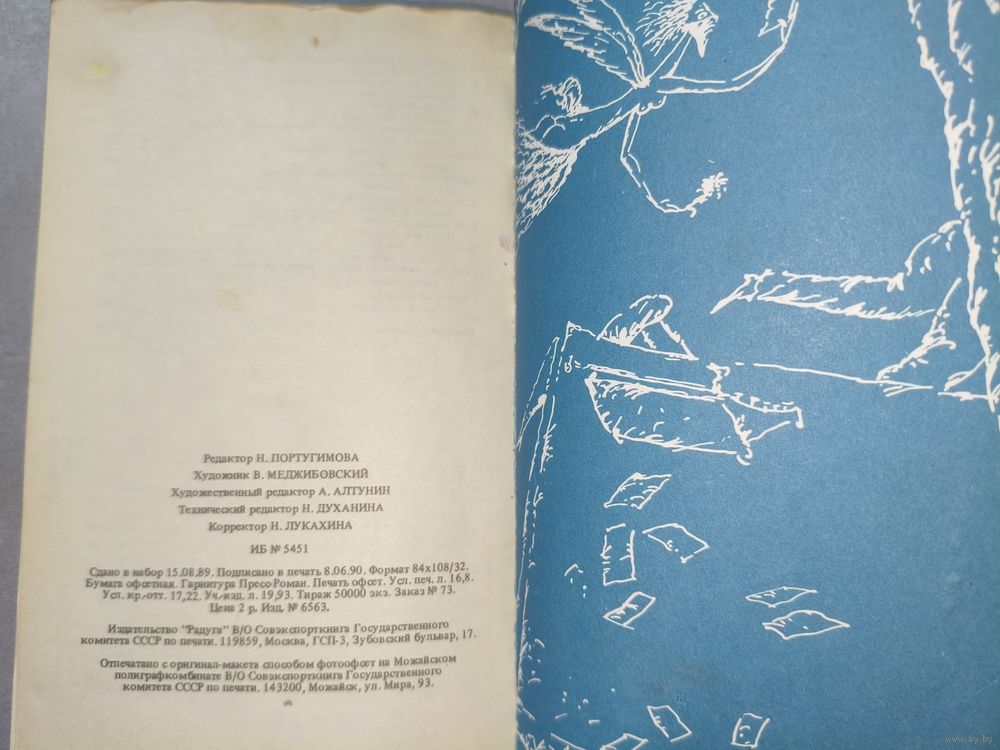 Редактор Н. ПОРТУГИМОВА
Художник В. МЕДЖИБОВСКИЙ
Художественный редактор А. АЛТУНИН
Технический редактор Н. ДУХАНИНА
Корректор Н. ЛУКАХИНА
ИБ № 5451
Сдано в набор 15.08.89. Подписано в печать 8.06.90. Формат 84х108/32.
Бумага офсетная. Гарнитура Пресс-Роман. Печать офсет. Усл. печ. л. 16,8.
Усл. кр.-отт. 17,22. Уч.-изд. л. 19,93. Тираж 50000 экз. Заказ № 73.
Цена 2 р. Изд. № 6563.
Издательство "Радуга" В/О Совэкспорткнига Государственного
комитета СССР по печати. 119859, Москва, ГСП-3, Зубовский бульвар, 17.
Отпечатано с оригинал-макета способом фотоофсет на Можайском
полиграфкомбинате В/О Совэкспорткнига Государственного
комитета СССР по печати. 143200, Можайск, ул. Мира, 93.
www.ay.by